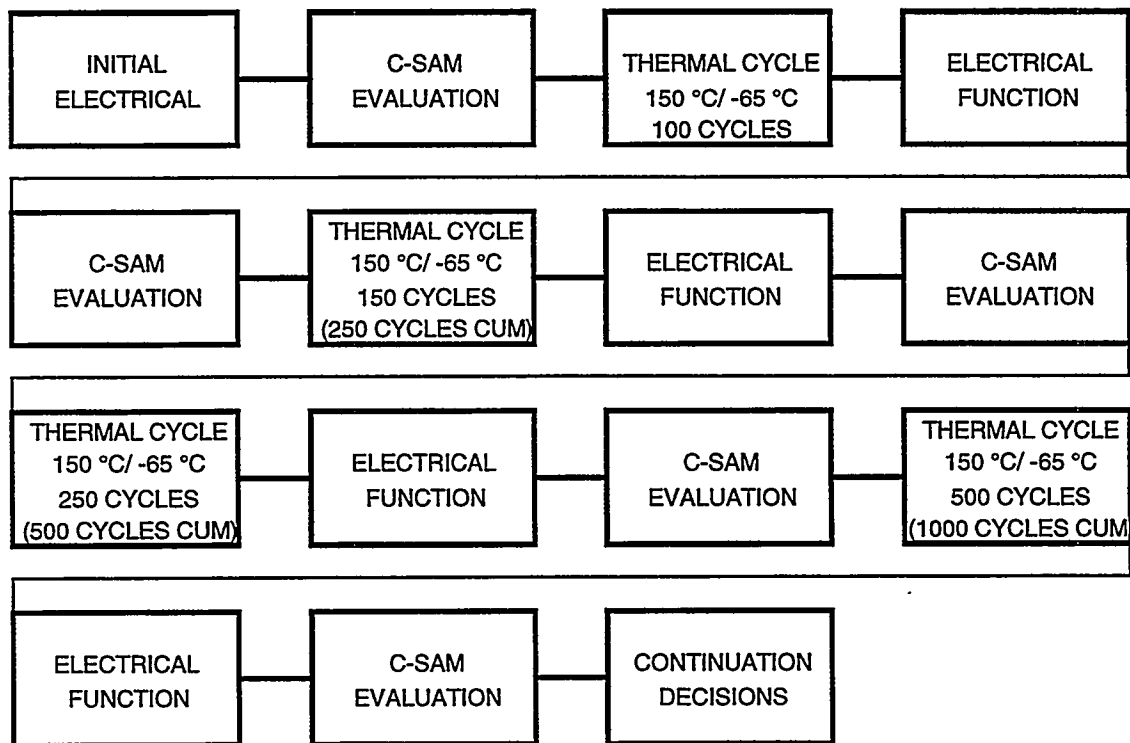 INITIAL
ELECTRICAL
C-SAM
EVALUATION
THERMAL CYCLE
150 °C/ -65 °C
100 CYCLES
ELECTRICAL
FUNCTION
C-SAM
EVALUATION
THERMAL CYCLE
150 °C/ -65 °C
150 CYCLES
(250 CYCLES CUM)
ELECTRICAL
FUNCTION
C-SAM
EVALUATION
THERMAL CYCLE
150 °C/ -65 °C
250 CYCLES
(500 CYCLES CUM)
ELECTRICAL
FUNCTION
C-SAM
EVALUATION
THERMAL CYCLE
150 °C/ -65 °C
500 CYCLES
(1000 CYCLES CUM
ELECTRICAL
FUNCTION
C-SAM
EVALUATION
CONTINUATION
DECISIONS